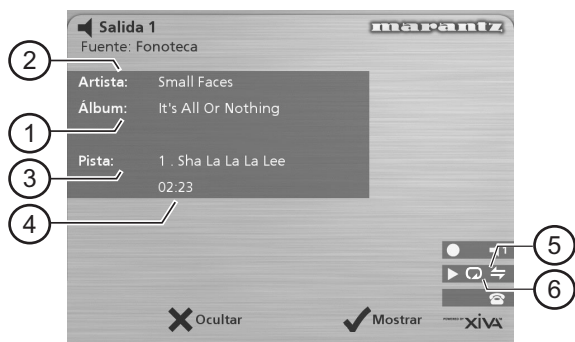 Salida 1
marantz
Fuente: Fonoteca
2
Artista: Small Faces
Álbum: It's All Or Nothing
1
Pista: 1 . Sha La La La Lee
3
02:23
4
5
6
Ocultar
Mostrar
XiVA